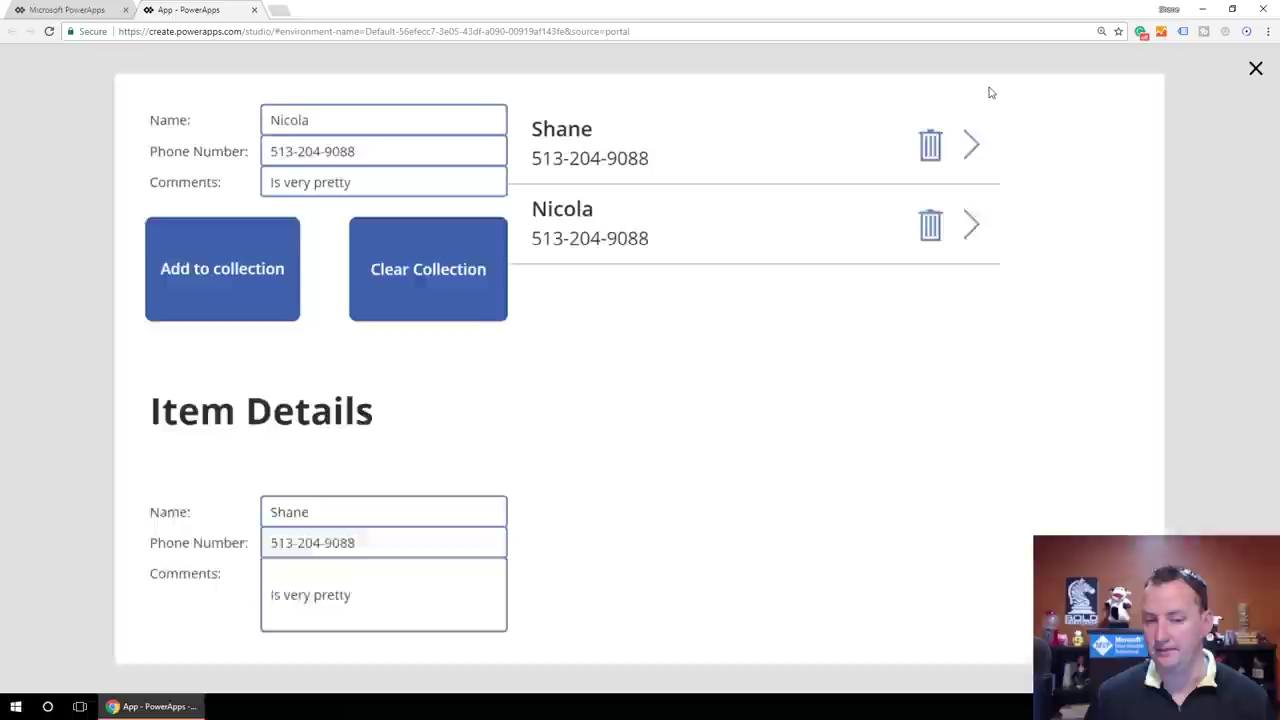 Microsoft PowerApps
App - PowerApps
Shane
Secure
https://create.powerapps.com/studio/#environment-name=Default-56efecc7-3e05-43df-a090-00919af143fe&source=portal
Name:
Nicola
Phone Number:
513-204-9088
Comments:
Is very pretty
Add to collection
Clear Collection
Shane
513-204-9088
Nicola
513-204-9088
Item Details
Name:
Shane
Phone Number:
513-204-9088
Comments:
Is very pretty
BOLD
Microsoft
App - PowerApps -...